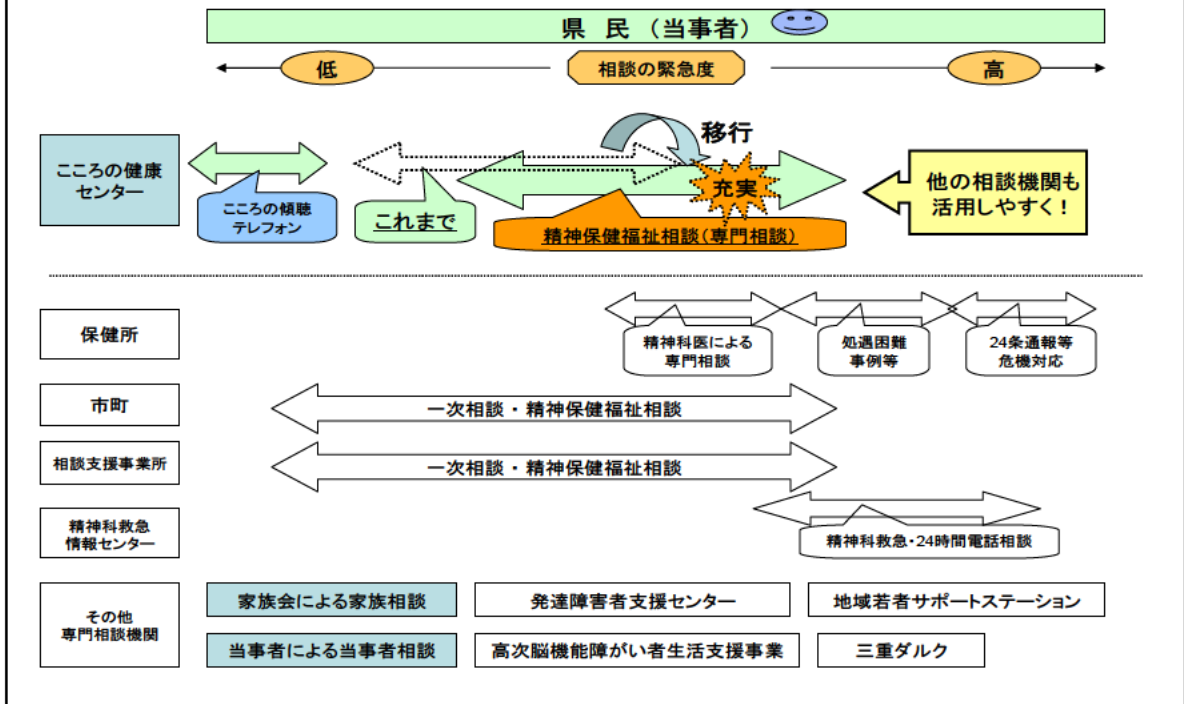 県 民 （当事者）
低
相談の緊急度
高
こころの健康
センター
移行
充実
こころの傾聴
テレフォン
これまで
精神保健福祉相談（専門相談）
他の相談機関も
活用しやすく！
保健所
精神科医による
専門相談
処遇困難
事例等
24条通報等
危機対応
市町
一次相談・精神保健福祉相談
相談支援事業所
一次相談・精神保健福祉相談
精神科救急
情報センター
精神科救急・24時間電話相談
その他
専門相談機関
家族会による家族相談
発達障害者支援センター
地域若者サポートステーション
当事者による当事者相談
高次脳機能障がい者生活支援事業
三重ダルク